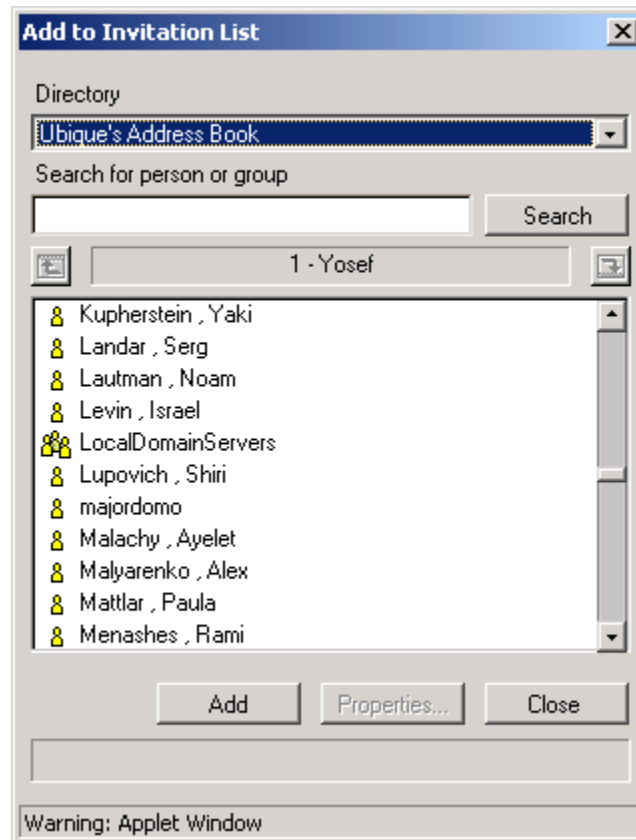 Add to Invitation List
Directory
Ubique's Address Book
Search for person or group
Search
1 - Yosef
Kupherstein , Yaki
Landar , Serg
Lautman , Noam
Levin , Israel
LocalDomainServers
Lupovich , Shiri
majordomo
Malachy , Ayelet
Malyarenko , Alex
Mattlar , Paula
Menashes , Rami
Add Properties... Close
Warning: Applet Window